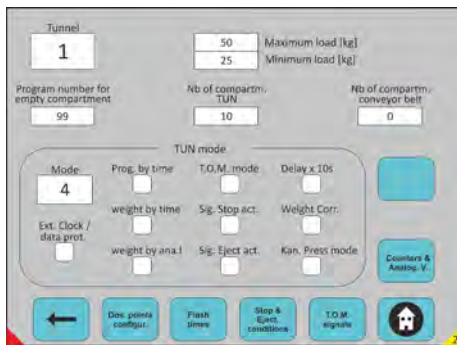 Tunnel
1
50 Maximum load [kg]
25 Minimum load [kg]
Program number for
empty compartment
99
Nb of compartm.
TUN
10
Nb of compartm.
conveyor belt
0
TUN mode
Mode
4
Ext. Clock /
data prot.
Prog. by time
T.O.M. mode
Delay x 10s
weight by time
Sig. Stop act.
Weight Corr.
weight by ana.I
Sig. Eject act.
Kan. Press mode
Counters &
Analog. V.
Dos. points
configur.
Flush
times
Stop &
Eject.
conditions
T.O.M.
signals
2